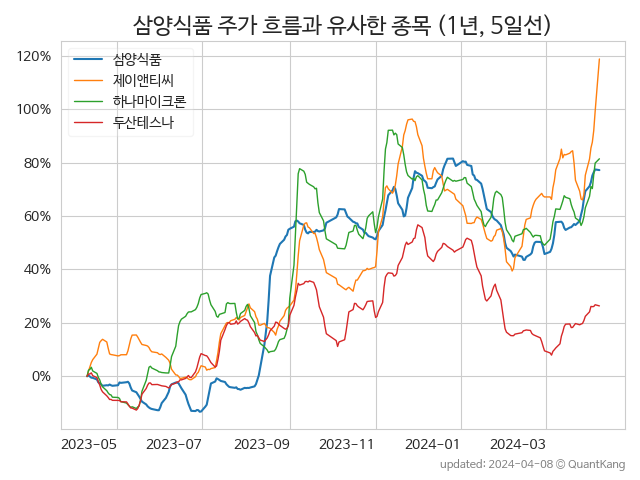 삼양식품 주가 흐름과 유사한 종목 (1년, 5일선)
삼양식품
제이앤티씨
하나마이크론
두산테스나
120%
100%
80%
60%
40%
20%
0%
2023-05 2023-07 2023-09 2023-11 2024-01 2024-03
updated: 2024-04-08 © QuantKang